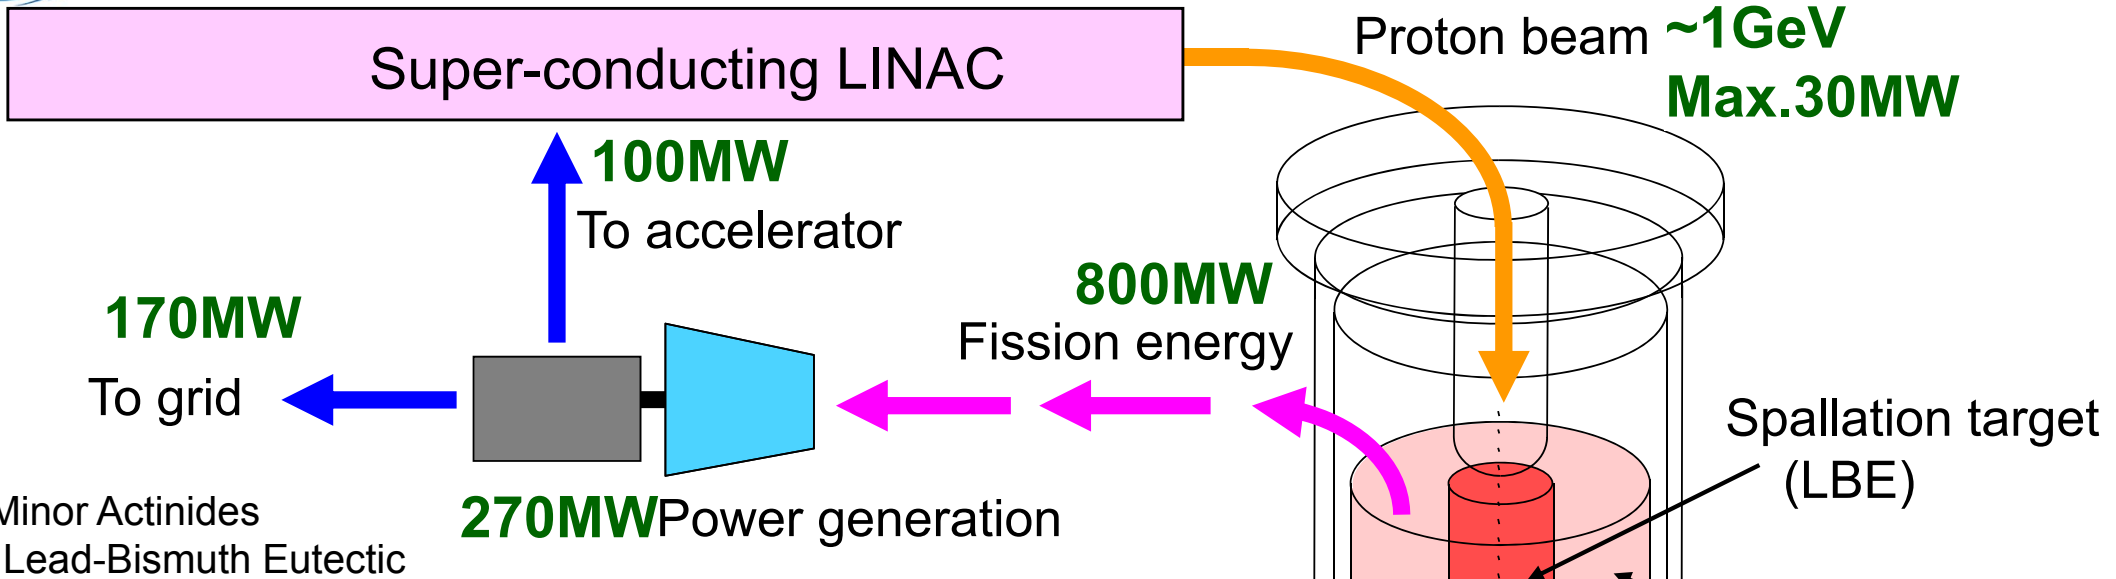 Super-conducting LINAC
Proton beam ~1GeV
Max.30MW
100MW
To accelerator
800MW
Fission energy
170MW
To grid
Spallation target
(LBE)
270MW Power generation
Minor Actinides
Lead-Bismuth Eutectic